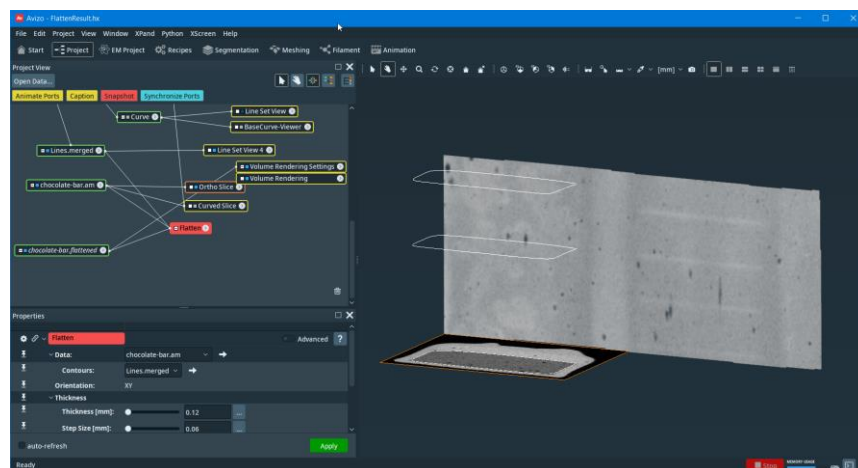 Avizo - FlattenResult.hx
File Edit Project View Window XPand Python XScreen Help
Start Project EM Project Recipes Segmentation Meshing Filament Animation
Project View
Open Data...
Animate Ports Caption Snapshot Synchronize Ports
Curve
Line Set View
BaseCurve-Viewer
Lines.merged
Line Set View 4
Volume Rendering Settings
Volume Rendering
chocolate-bar.am
Ortho Slice
Curved Slice
Flatten
chocolate-bar.flattened
[mm]
Properties
Flatten
Advanced ?
Data: chocolate-bar.am
Contours: Lines.merged
Orientation: XY
Thickness
Thickness [mm]: 0.12 ...
Step Size [mm]: 0.06 ...
auto-refresh
Apply
Ready
Stop
MEMORY USAGE